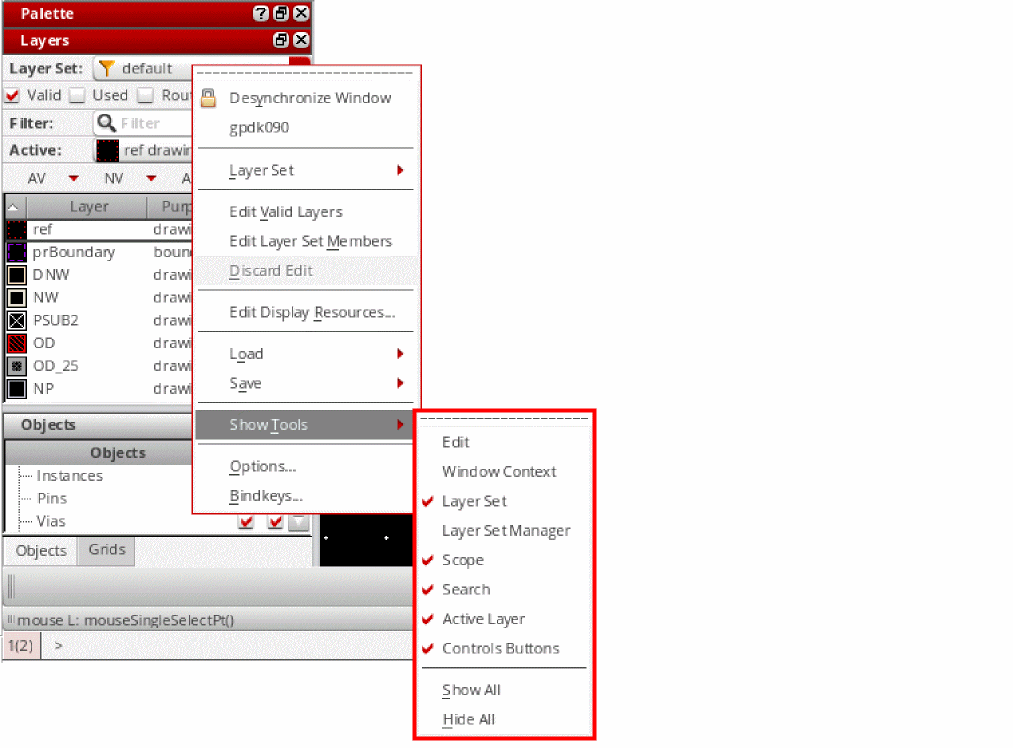 Palette
Layers
Layer Set: default
Valid Used Rout
Filter: Filter
Active: ref drawin
AV NV A
Layer Purp
ref drawi
prBoundary boun
DNW drawi
NW drawi
PSUB2 drawi
OD drawi
OD_25 drawi
NP drawi
Objects
Objects
Instances
Pins
Vias
Objects Grids
mouse L: mouseSingleSelectPt()
1(2) >
Desynchronize Window
gpdk090
Layer Set
Edit Valid Layers
Edit Layer Set Members
Discard Edit
Edit Display Resources...
Load
Save
Show Tools
Options...
Bindkeys...
Edit
Window Context
Layer Set
Layer Set Manager
Scope
Search
Active Layer
Controls Buttons
Show All
Hide All